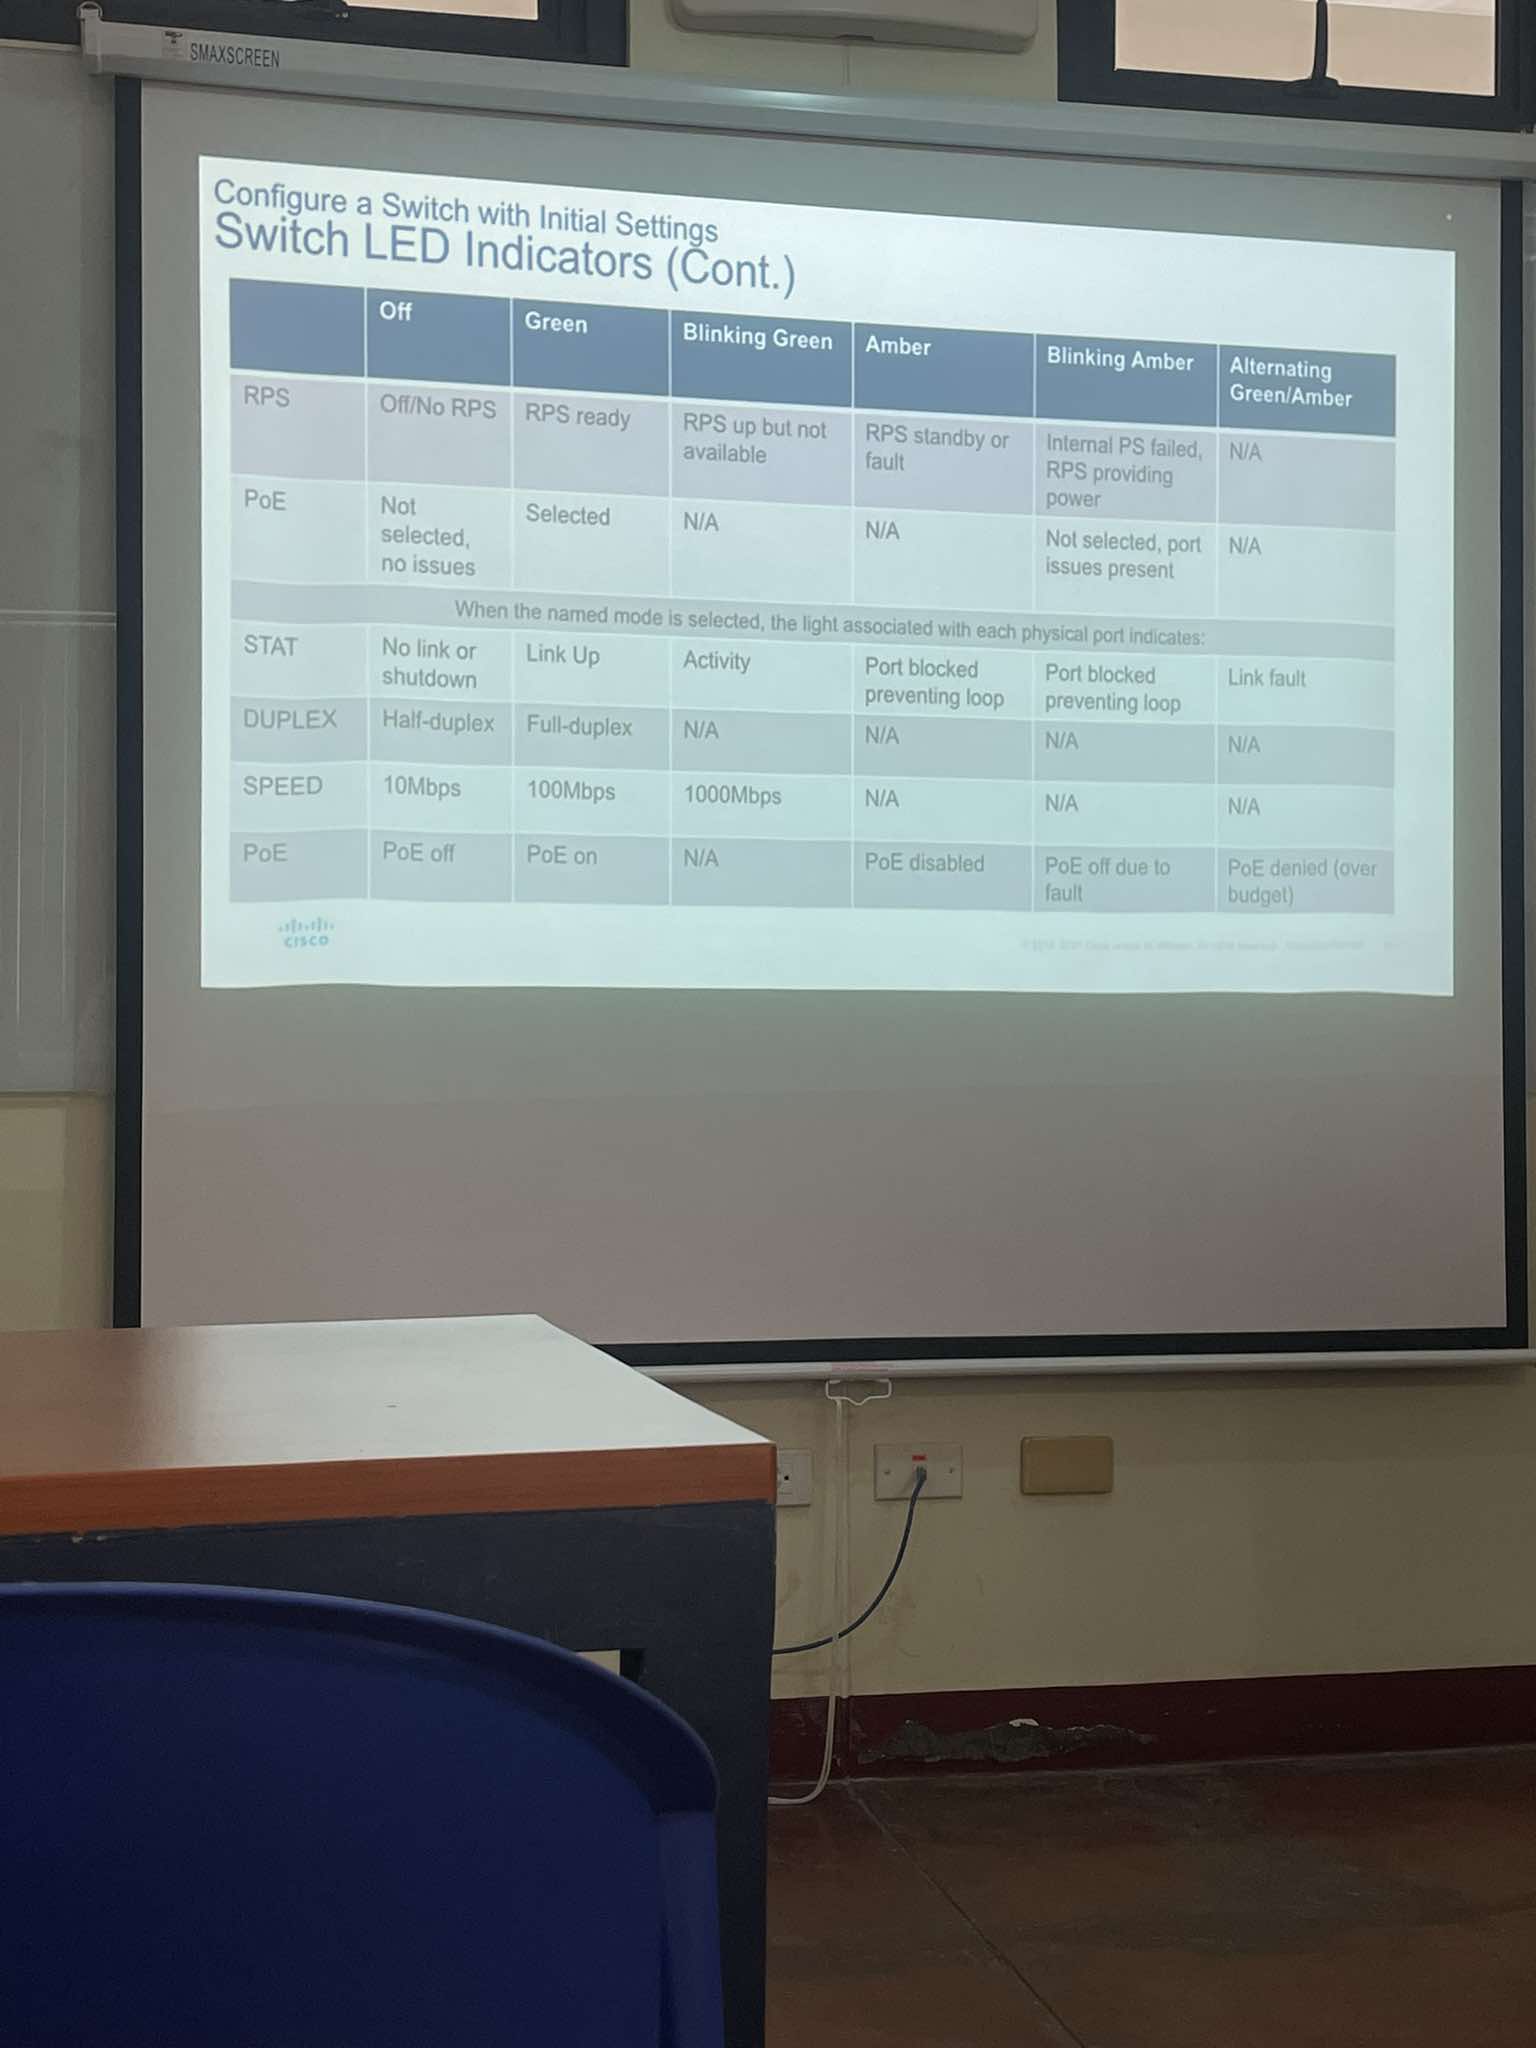 SMAXSCREEN
Configure a Switch with Initial Settings
Switch LED Indicators (Cont.)
Off
Green
Blinking Green
Amber
Blinking Amber
Alternating
Green/Amber
RPS
Off/No RPS
RPS ready
RPS up but not
available
RPS standby or
fault
Internal PS failed,
RPS providing
power
N/A
PoE
Not
selected,
no issues
Selected
N/A
N/A
Not selected, port
issues present
N/A
When the named mode is selected, the light associated with each physical port indicates:
STAT
No link or
shutdown
Link Up
Activity
Port blocked
preventing loop
Port blocked
preventing loop
Link fault
DUPLEX
Half-duplex
Full-duplex
N/A
N/A
N/A
N/A
SPEED
10Mbps
100Mbps
1000Mbps
N/A
N/A
N/A
PoE
PoE off
PoE on
N/A
PoE disabled
PoE off due to
fault
PoE denied (over
budget)
CISCO